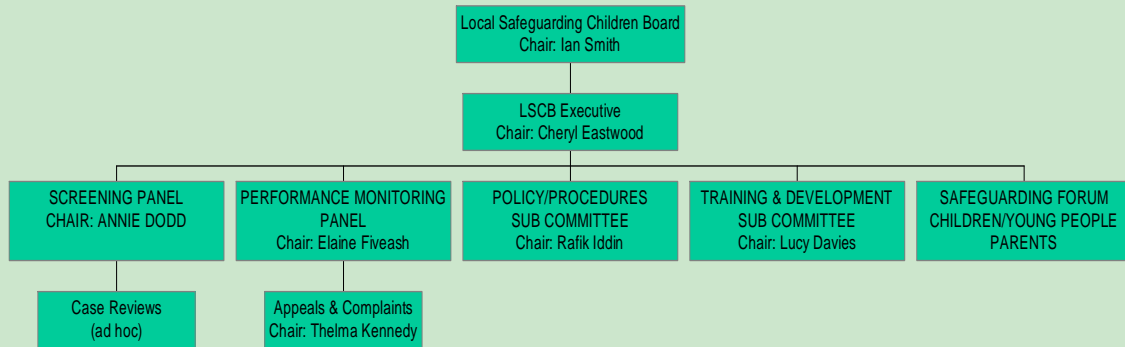 Local Safeguarding Children Board
Chair: Ian Smith
LSCB Executive
Chair: Cheryl Eastwood
SCREENING PANEL
CHAIR: ANNIE DODD
PERFORMANCE MONITORING
PANEL
Chair: Elaine Fiveash
POLICY/PROCEDURES
SUB COMMITTEE
Chair: Rafik Iddin
TRAINING & DEVELOPMENT
SUB COMMITTEE
Chair: Lucy Davies
SAFEGUARDING FORUM
CHILDREN/YOUNG PEOPLE
PARENTS
Case Reviews
(ad hoc)
Appeals & Complaints
Chair: Thelma Kennedy